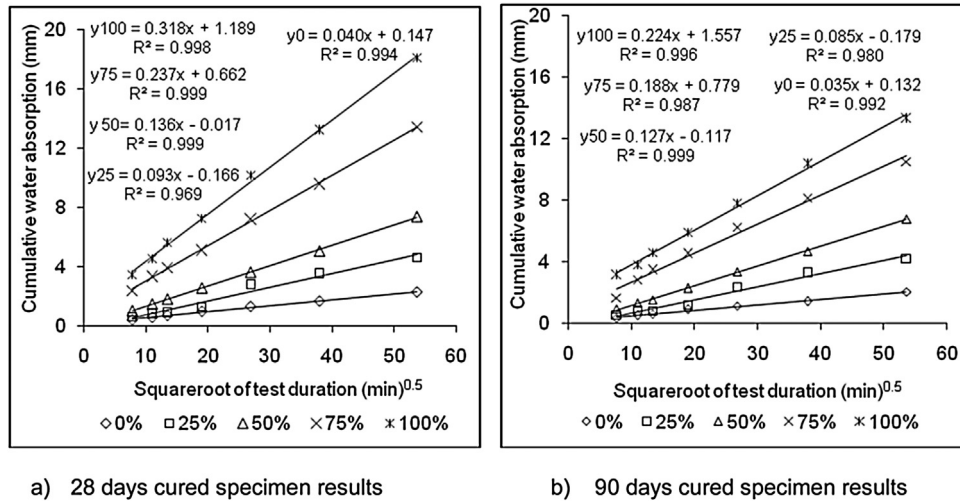 Cumulative water absorption (mm)
20
16
12
8
4
0
y100 = 0.318x + 1.189
R² = 0.998
y75 = 0.237x + 0.662
R² = 0.999
y50= 0.136x - 0.017
R² = 0.999
y25 = 0.093x - 0.166
R² = 0.969
y0 = 0.040x + 0.147
R² = 0.994
0 10 20 30 40 50 60
Squareroot of test duration (min)0.5
0% 25% 50% 75% 100%
a) 28 days cured specimen results
Cumulative water absorption (mm)
20
16
12
8
4
0
y100 = 0.224x + 1.557
R² = 0.996
y75 = 0.188x + 0.779
R² = 0.987
y50 = 0.127x - 0.117
R² = 0.999
y25 = 0.085x - 0.179
R² = 0.980
y0 = 0.035x + 0.132
R² = 0.992
0 10 20 30 40 50 60
Squareroot of test duration (min)0.5
0% 25% 50% 75% 100%
b) 90 days cured specimen results